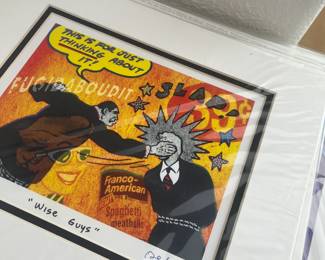 THIS IS FOR JUST
THINKING ABOUT
IT!
FUGIDABOUDIT
SLAP
Franco-
American
Spaghetti
meatballs
"Wise Guys"